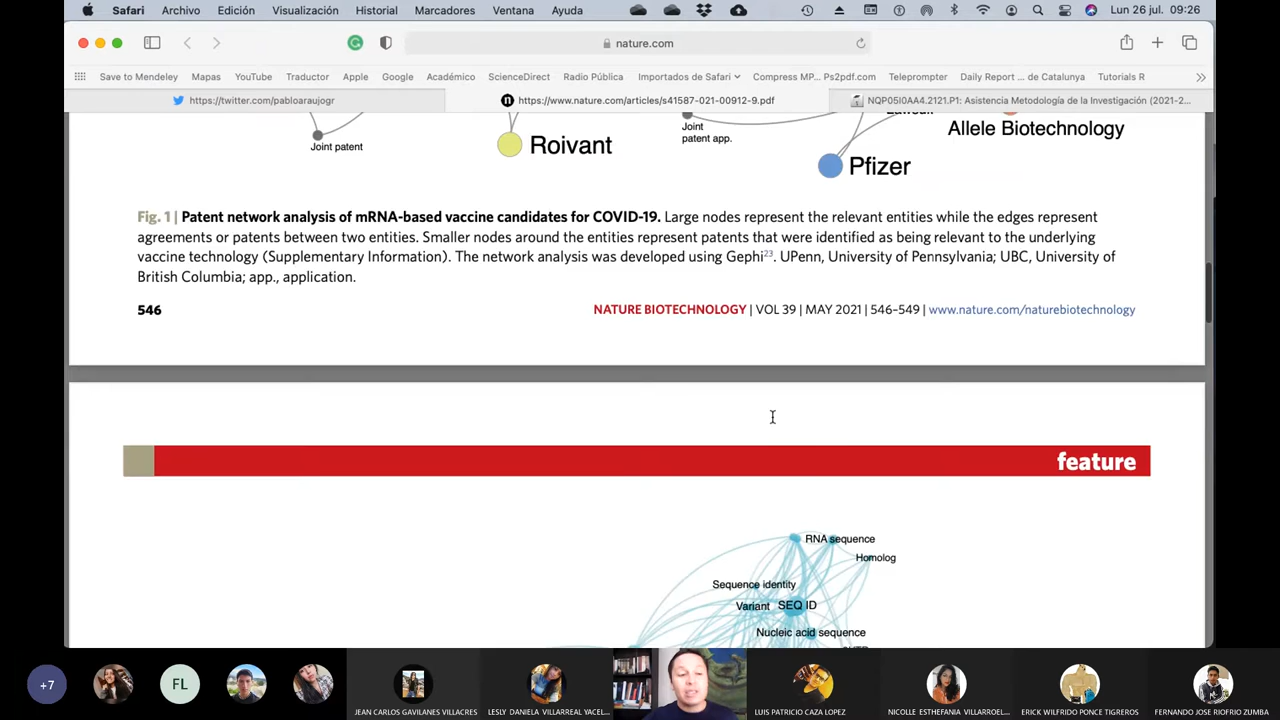 Safari Archivo Edición Visualización Historial Marcadores Ventana Ayuda Lun 26 jul. 09:26
nature.com
Save to Mendeley Mapas YouTube Traductor Apple Google Académico ScienceDirect Radio Pública Importados de Safari Compress MP... Ps2pdf.com Teleprompter Daily Report ... de Catalunya Tutorials R
https://twitter.com/pabloaraujogr https://www.nature.com/articles/s41587-021-00912-9.pdf NQP05I0AA4.2121.P1: Asistencia Metodología de la Investigación (2021-2...
Joint patent
Roivant
Joint
patent app.
Pfizer
Allele Biotechnology
Fig. 1 | Patent network analysis of mRNA-based vaccine candidates for COVID-19. Large nodes represent the relevant entities while the edges represent
agreements or patents between two entities. Smaller nodes around the entities represent patents that were identified as being relevant to the underlying
vaccine technology (Supplementary Information). The network analysis was developed using Gephi23. UPenn, University of Pennsylvania; UBC, University of
British Columbia; app., application.
546 NATURE BIOTECHNOLOGY | VOL 39 | MAY 2021 | 546–549 | www.nature.com/naturebiotechnology
feature
RNA sequence
Homolog
Sequence identity
Variant SEQ ID
Nucleic acid sequence
+7 FL
JEAN CARLOS GAVILANES VILLACRES LESLY DANIELA VILLARREAL YACEL... LUIS PATRICIO CAZA LOPEZ NICOLLE ESTHEFANIA VILLARROEL... ERICK WILFRIDO PONCE TIGREROS FERNANDO JOSE RIOFRIO ZUMBA